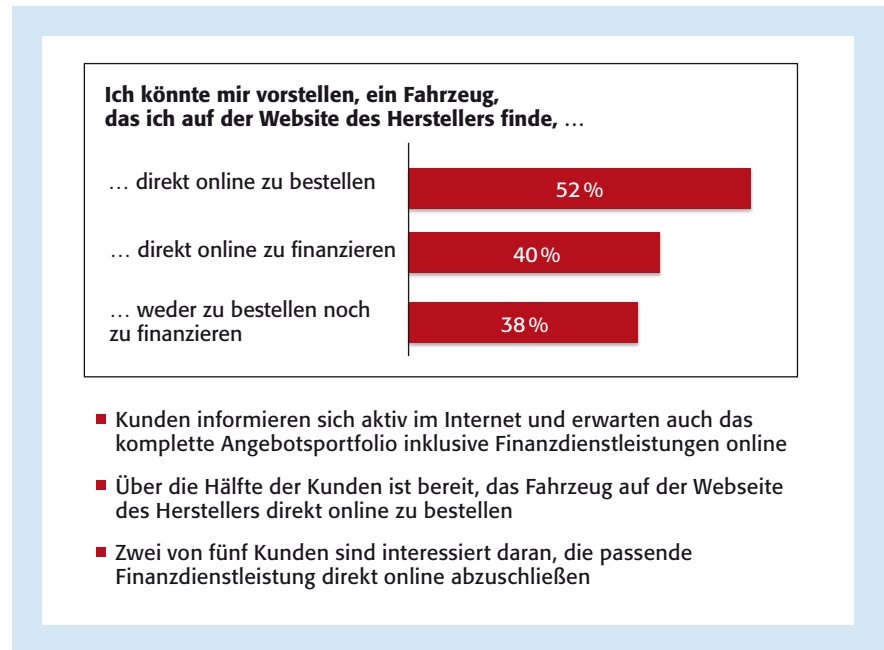 Ich könnte mir vorstellen, ein Fahrzeug,
das ich auf der Website des Herstellers finde, …
… direkt online zu bestellen
52 %
… direkt online zu finanzieren
40 %
… weder zu bestellen noch
zu finanzieren
38 %
Kunden informieren sich aktiv im Internet und erwarten auch das
komplette Angebotsportfolio inklusive Finanzdienstleistungen online
Über die Hälfte der Kunden ist bereit, das Fahrzeug auf der Webseite
des Herstellers direkt online zu bestellen
Zwei von fünf Kunden sind interessiert daran, die passende
Finanzdienstleistung direkt online abzuschließen